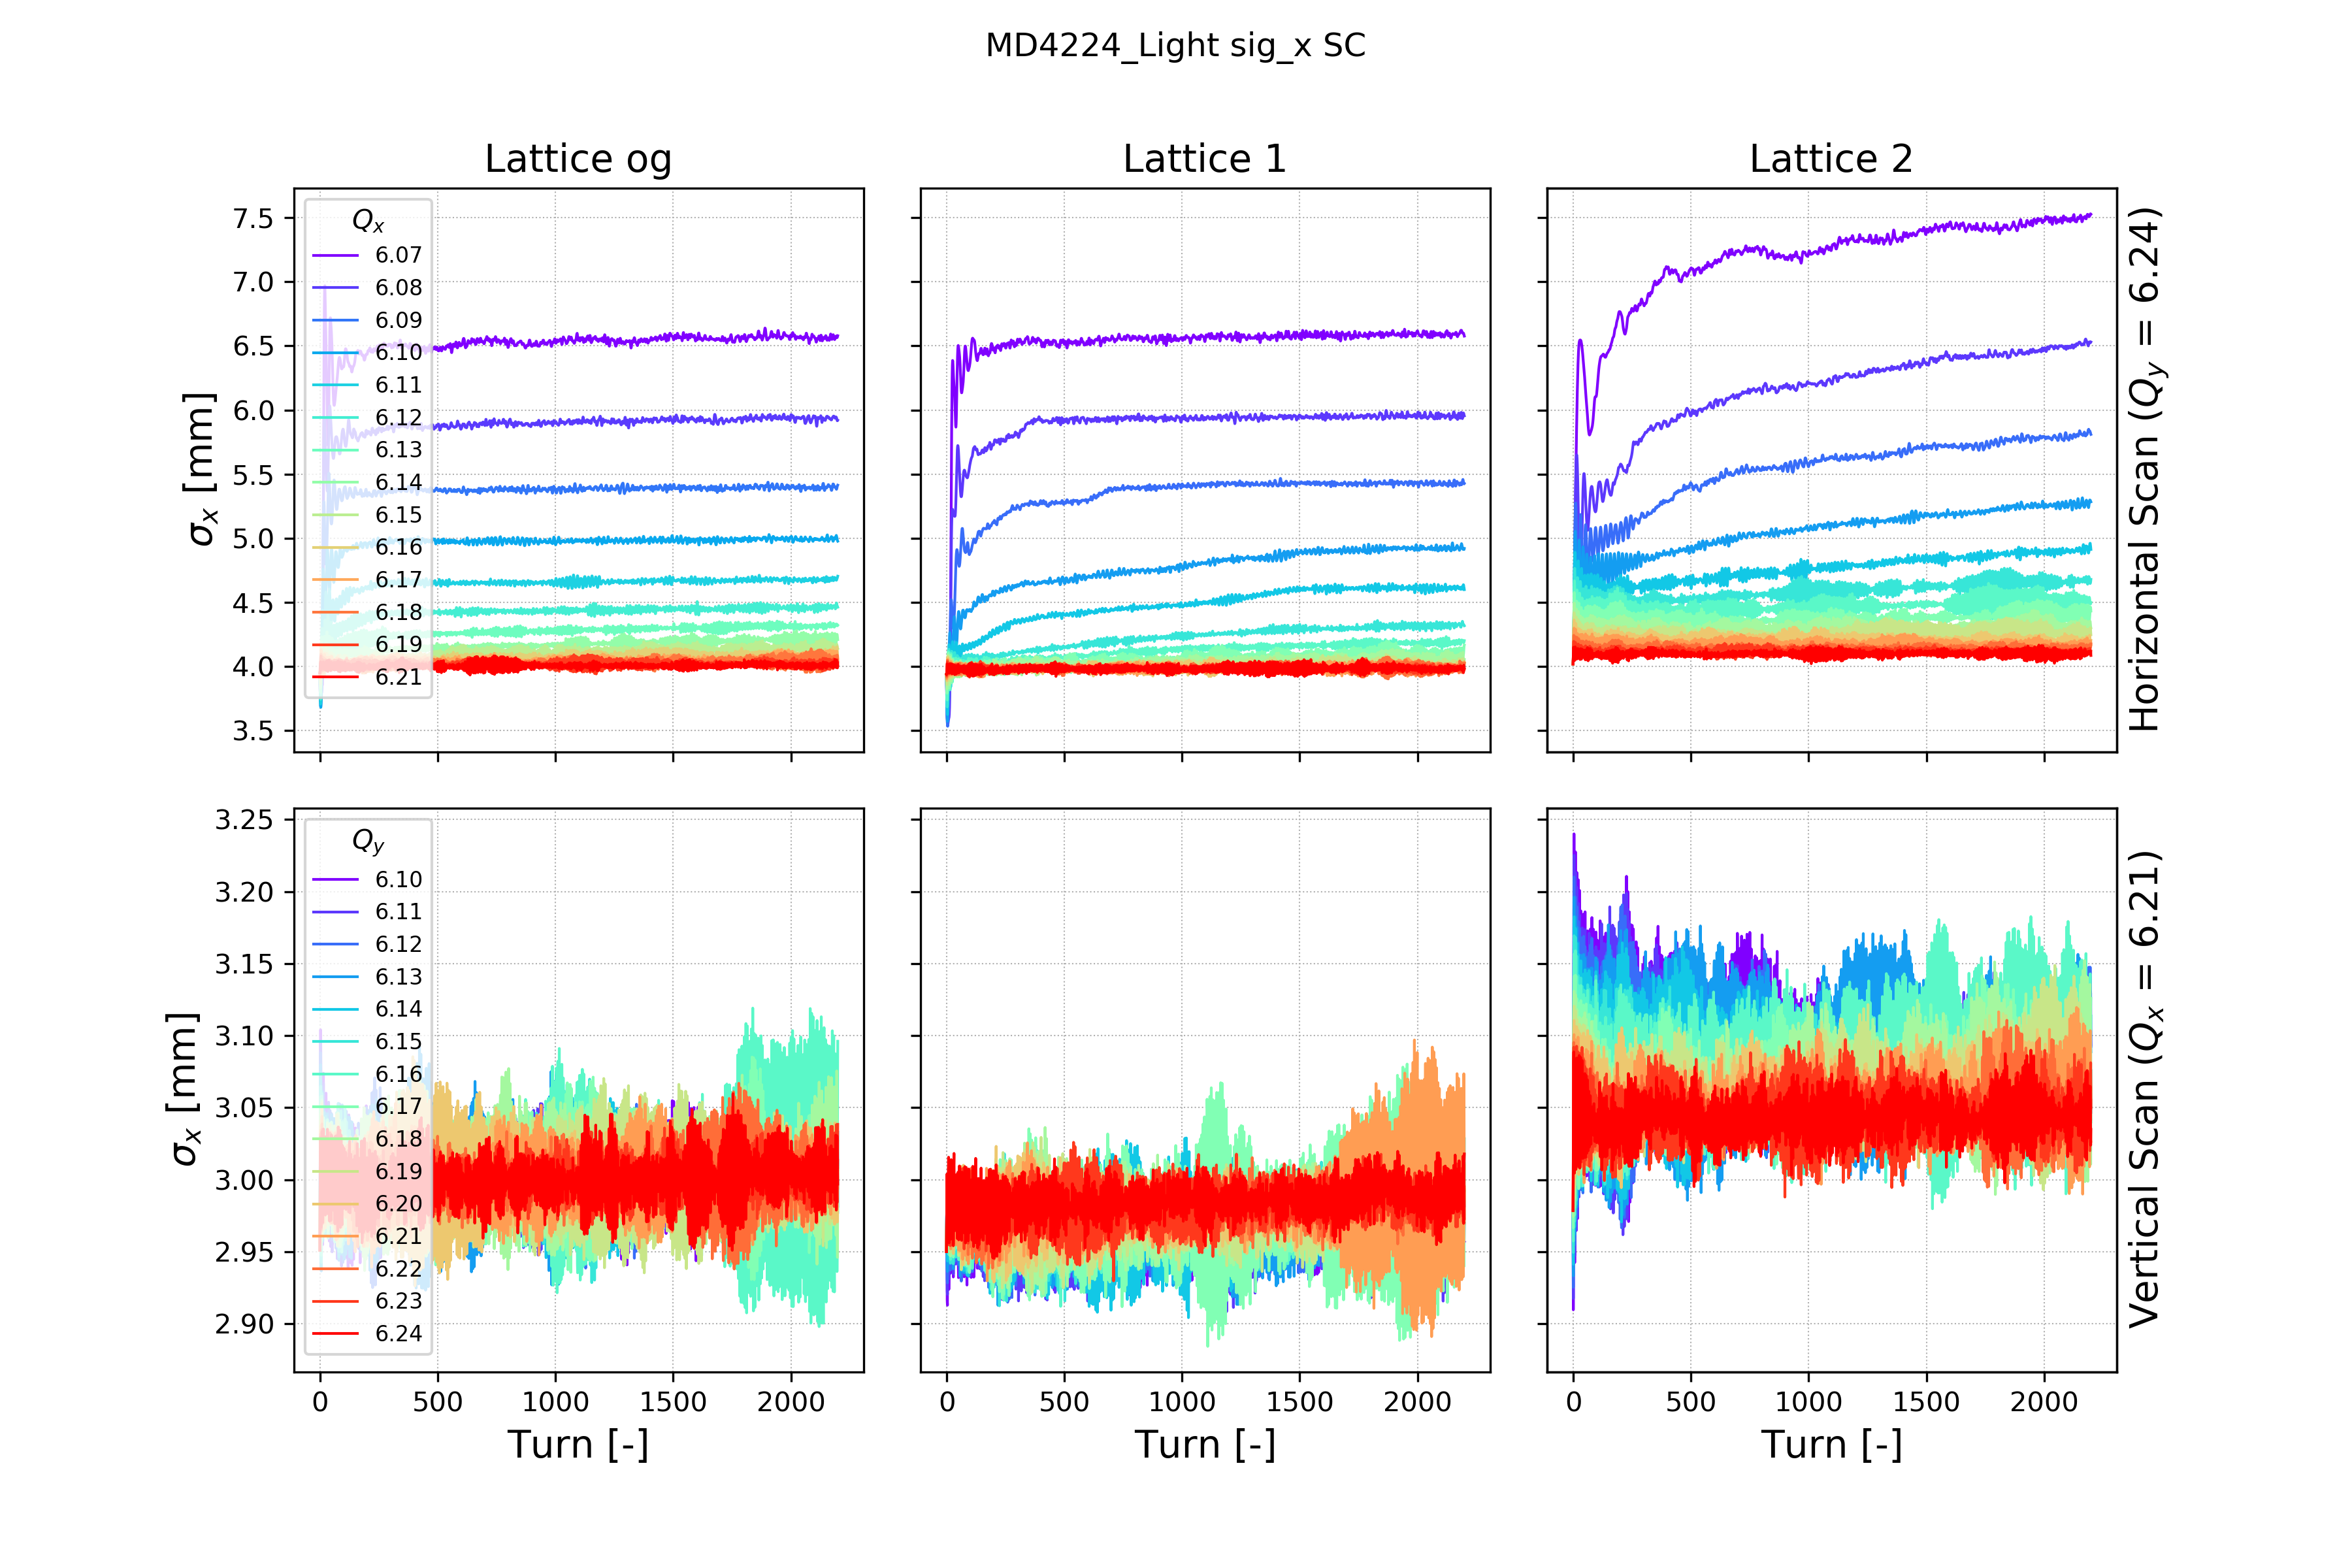 MD4224_Light sig_x SC
Lattice og
Lattice 1
Lattice 2
7.5
7.0
6.5
6.0
5.5
5.0
4.5
4.0
3.5
σx [mm]
Qx
6.07
6.08
6.09
6.10
6.11
6.12
6.13
6.14
6.15
6.16
6.17
6.18
6.19
6.21
Horizontal Scan (Qy = 6.24)
3.25
3.20
3.15
3.10
3.05
3.00
2.95
2.90
σx [mm]
Qy
6.10
6.11
6.12
6.13
6.14
6.15
6.16
6.17
6.18
6.19
6.20
6.21
6.22
6.23
6.24
Vertical Scan (Qx = 6.21)
0 500 1000 1500 2000
0 500 1000 1500 2000
0 500 1000 1500 2000
Turn [-]
Turn [-]
Turn [-]